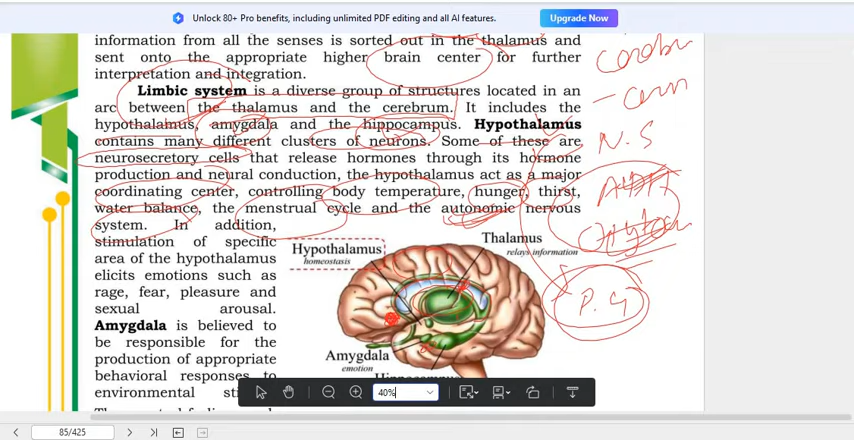 Unlock 80+ Pro benefits, including unlimited PDF editing and all AI features.
Upgrade Now
information from all the senses is sorted out in the thalamus and
sent onto the appropriate higher brain center for further
interpretation and integration.
Limbic system is a diverse group of structures located in an
arc between the thalamus and the cerebrum. It includes the
hypothalamus, amygdala and the hippocampus. Hypothalamus
contains many different clusters of neurons. Some of these are
neurosecretory cells that release hormones through its hormone
production and neural conduction, the hypothalamus act as a major
coordinating center, controlling body temperature, hunger, thirst,
water balance, the menstrual cycle and the autonomic nervous
system. In addition,
stimulation of specific
area of the hypothalamus
elicits emotions such as
rage, fear, pleasure and
sexual arousal.
Amygdala is believed to
be responsible for the
production of appropriate
behavioral responses to
environmental
Hypothalamus
homeostasis
Thalamus
relays information
Amygdala
emotion
N.S
P.G
40%
85/425